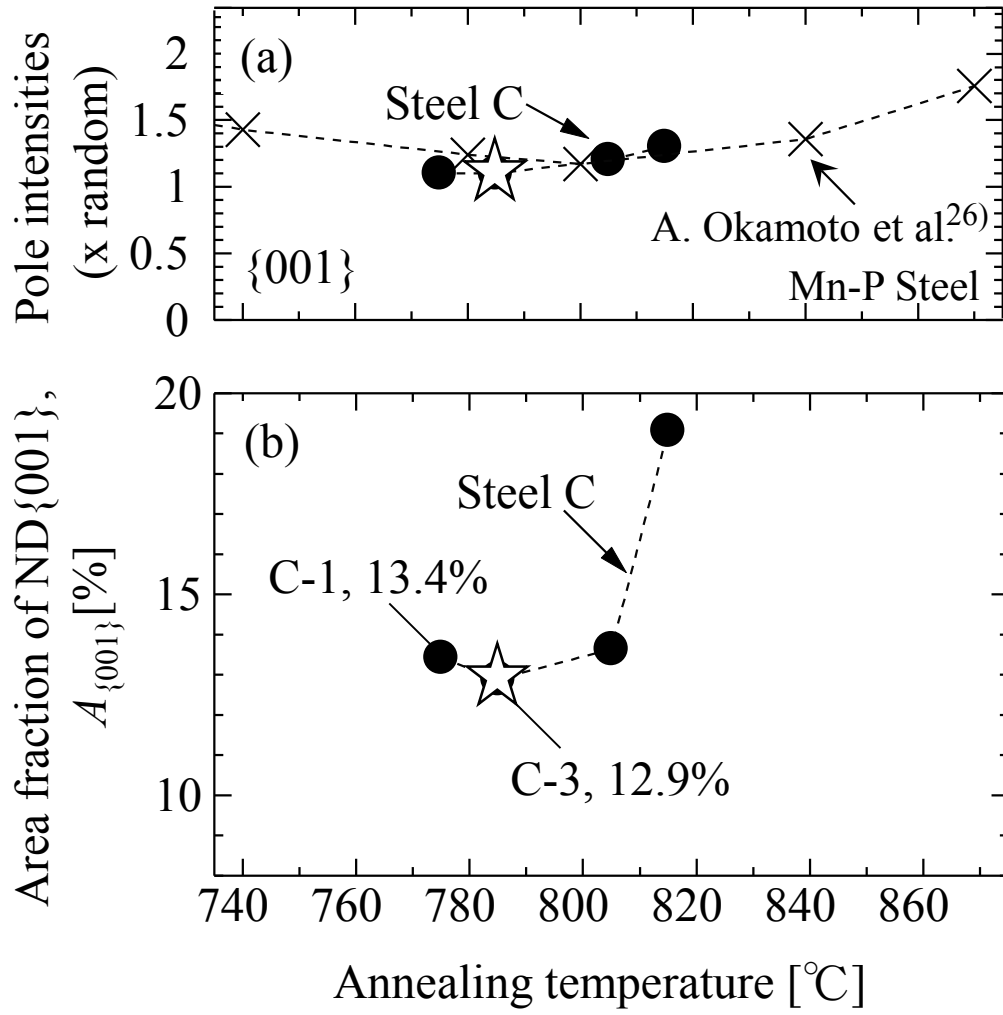 Pole intensities
(x random)
2
1.5
1
0.5
0
(a)
Steel C
A. Okamoto et al.26)
Mn-P Steel
{001}
Area fraction of ND{001},
A{001}[%]
20
15
10
(b)
Steel C
C-1, 13.4%
C-3, 12.9%
740 760 780 800 820 840 860
Annealing temperature [℃]